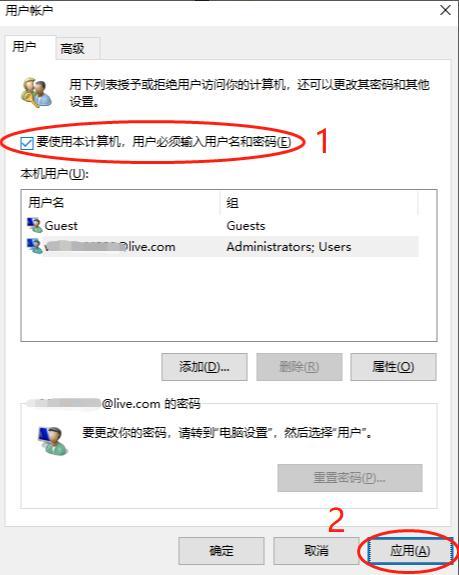 用户帐户
用户
高级
用下列表授予或拒绝用户访问你的计算机，还可以更改其密码和其他
设置。
要使用本计算机，用户必须输入用户名和密码(E)
1
本机用户(U):
用户名 组
Guest Guests
@live.com Administrators; Users
添加(D)... 删除(R) 属性(O)
@live.com 的密码
要更改你的密码，请转到"电脑设置"，然后选择"用户"。
重置密码(P)...
2
确定 取消 应用(A)